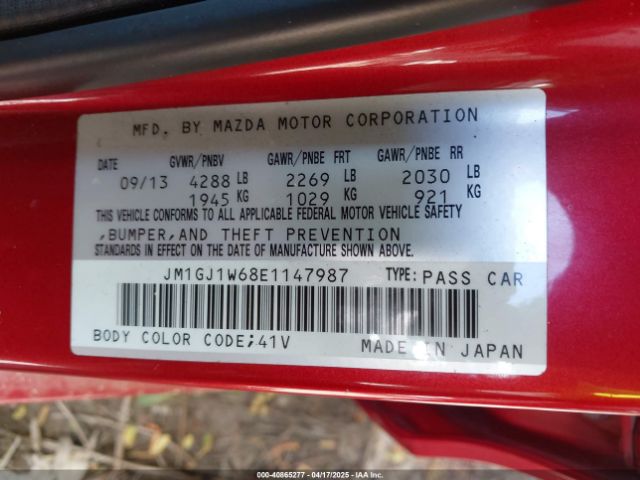 MFD. BY MAZDA MOTOR CORPORATION
DATE GVWR/PNBV GAWR/PNBE FRT GAWR/PNBE RR
09/13 4288 LB 2269 LB 2030 LB
1945 KG 1029 KG 921 KG
THIS VEHICLE CONFORMS TO ALL APPLICABLE FEDERAL MOTOR VEHICLE SAFETY
,BUMPER,AND THEFT PREVENTION
STANDARDS IN EFFECT ON THE DATE OF MANUFACTURE SHOWN ABOVE.
JM1GJ1W68E1147987 TYPE: PASS CAR
BODY COLOR CODE;41V MADE IN JAPAN
000-40865277 - 04/17/2025 - IAAI.com